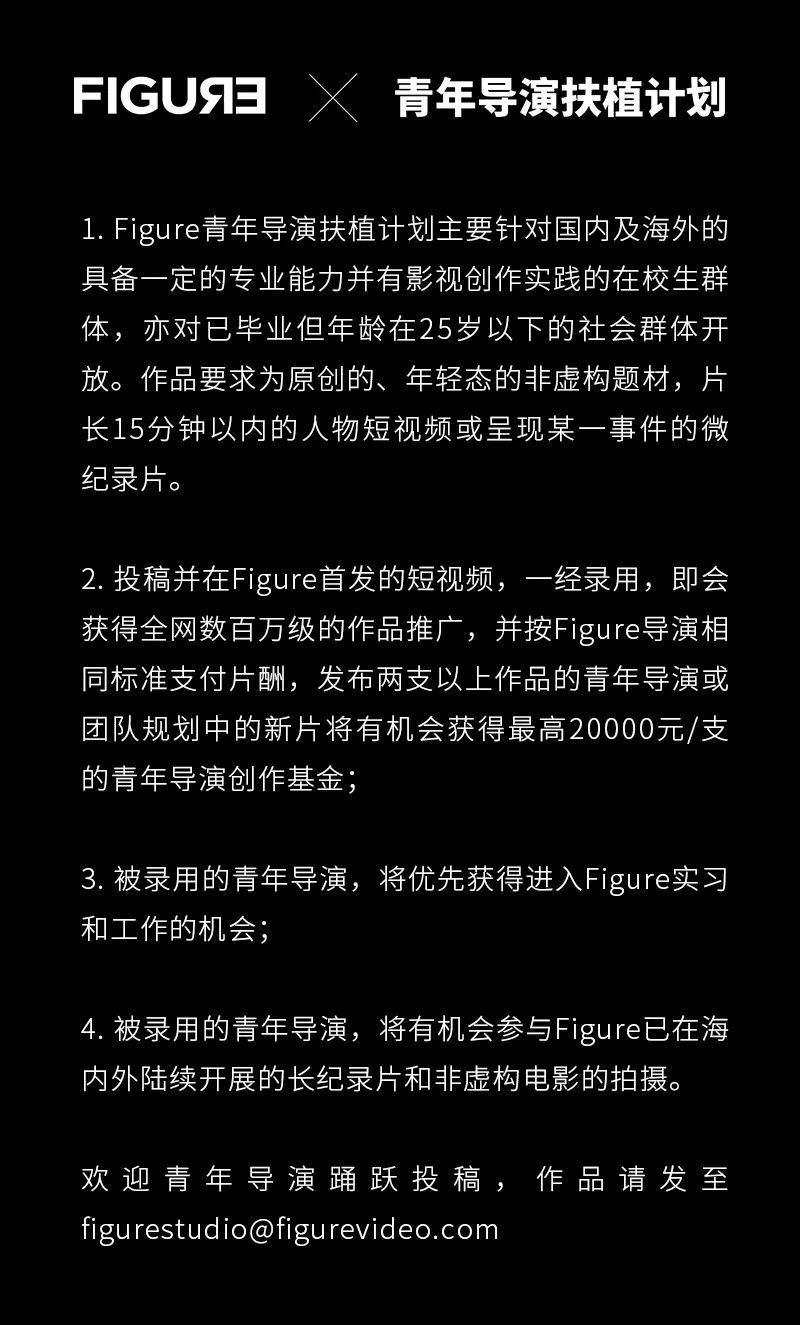 FIGURE 青年导演扶植计划
1. Figure青年导演扶植计划主要针对国内及海外的
具备一定的专业能力并有影视创作实践的在校生群
体，亦对已毕业但年龄在25岁以下的社会群体开
放。作品要求为原创的、年轻态的非虚构题材，片
长15分钟以内的人物短视频或呈现某一事件的微
纪录片。
2. 投稿并在Figure首发的短视频，一经录用，即会
获得全网数百万级的作品推广，并按Figure导演相
同标准支付片酬，发布两支以上作品的青年导演或
团队规划中的新片将有机会获得最高20000元/支
的青年导演创作基金；
3. 被录用的青年导演，将优先获得进入Figure实习
和工作的机会；
4. 被录用的青年导演，将有机会参与Figure已在海
内外陆续开展的长纪录片和非虚构电影的拍摄。
欢迎青年导演踊跃投稿，作品请发至
figurestudio@figurevideo.com